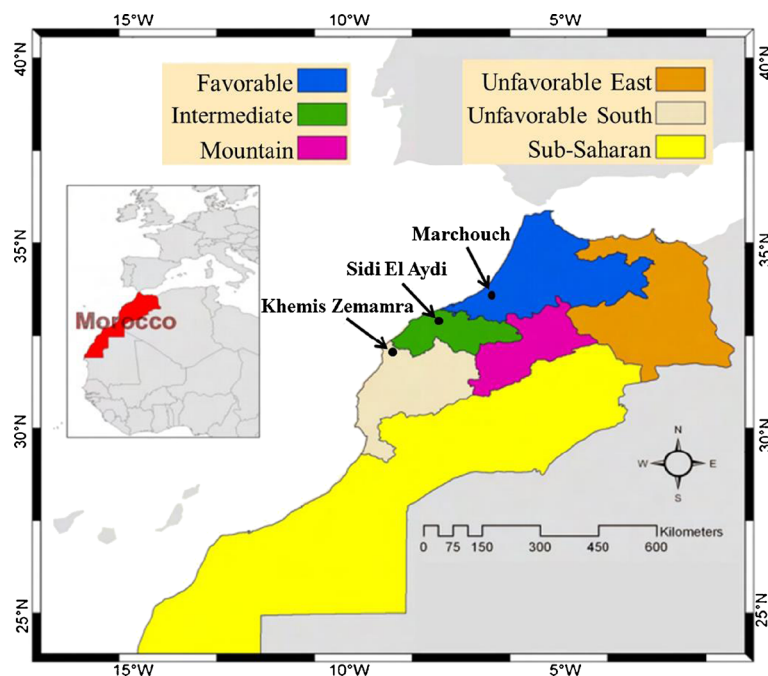 15°W 10°W 5°W
40°N 40°N
Favorable
Intermediate
Mountain
Unfavorable East
Unfavorable South
Sub-Saharan
35°N 35°N
Marchouch
Sidi El Aydi
Khemis Zemamra
Morocco
30°N 30°N
N
W E
S
Kilometers
0 75 150 300 450 600
25°N 25°N
15°W 10°W 5°W